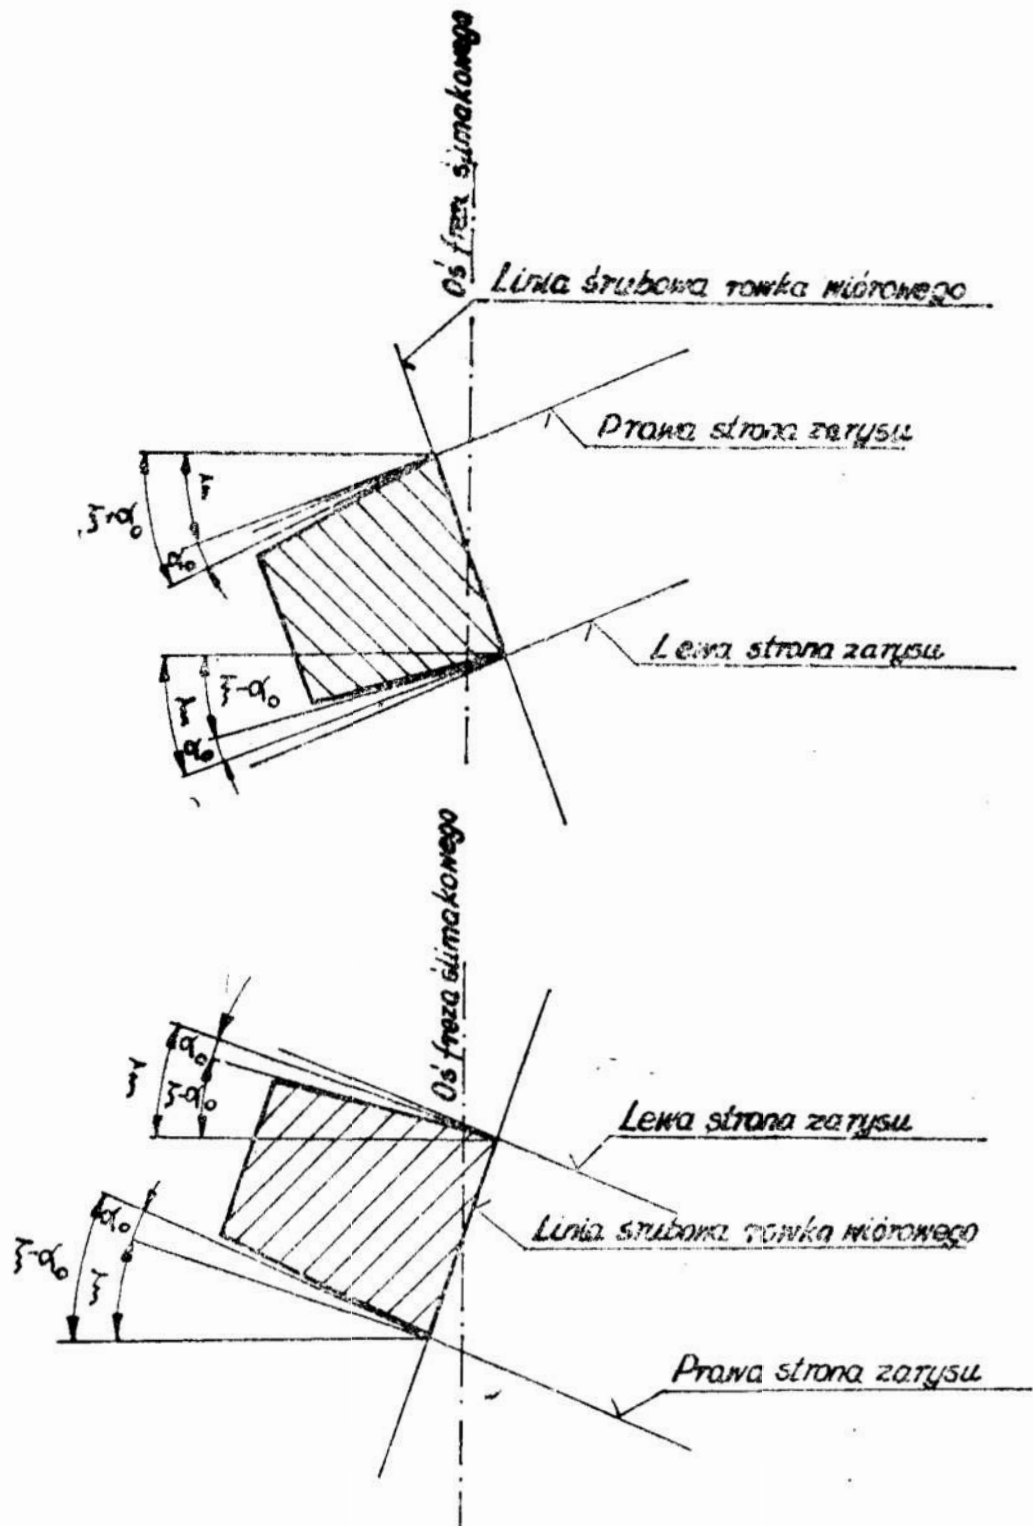 Oś freza ślimakowego
Linia śrubowa rowka wiórowego
Prawa strona zarysu
ξ
ξ+α₀
α₀
Lewa strona zarysu
ξ-α₀
ξ
α₀
Oś freza ślimakowego
α₀
ξ
ξ-α₀
Lewa strona zarysu
Linia śrubowa rowka wiórowego
α₀
ξ-α₀
ξ
Prawa strona zarysu